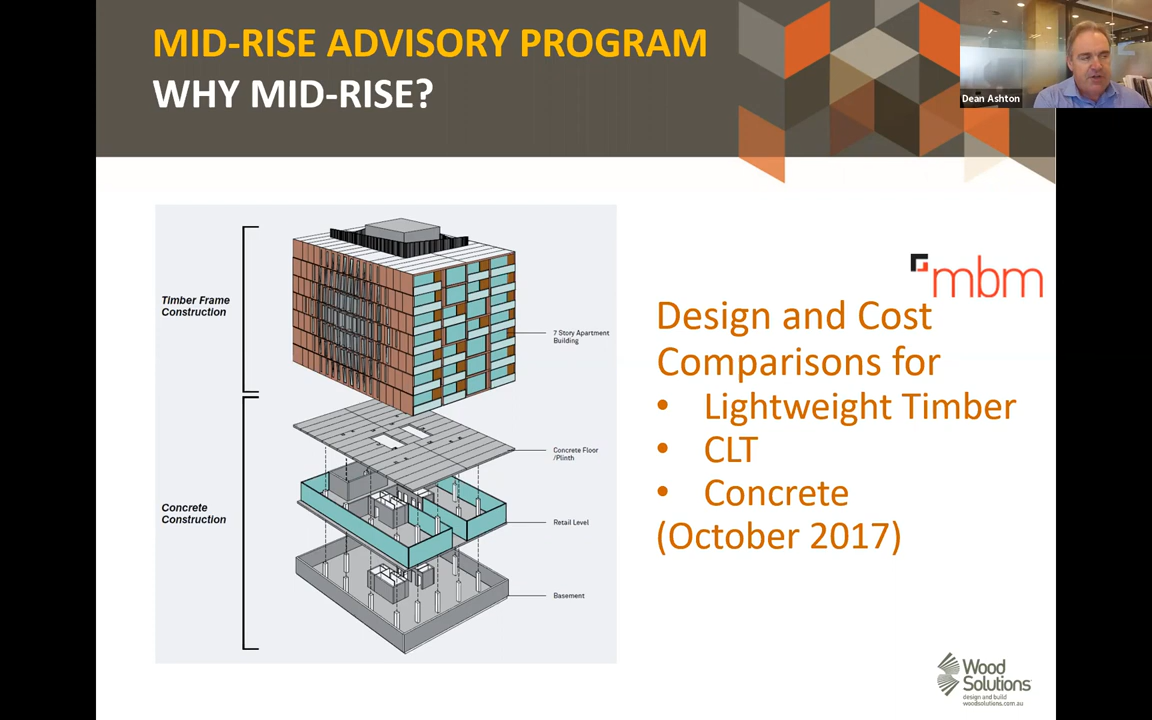 MID-RISE ADVISORY PROGRAM
WHY MID-RISE?
Dean Ashton
Timber Frame
Construction
7 Story Apartment
Building
Concrete Floor
/Plinth
Concrete
Construction
Retail Level
Basement
mbm
Design and Cost
Comparisons for
• Lightweight Timber
• CLT
• Concrete
(October 2017)
Wood
Solutions
design and build
woodsolutions.com.au